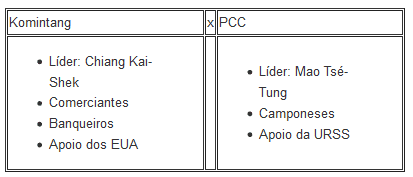 Komintang x PCC
Líder: Chiang Kai-
Shek
Comerciantes
Banqueiros
Apoio dos EUA
Líder: Mao Tsé-
Tung
Camponeses
Apoio da URSS